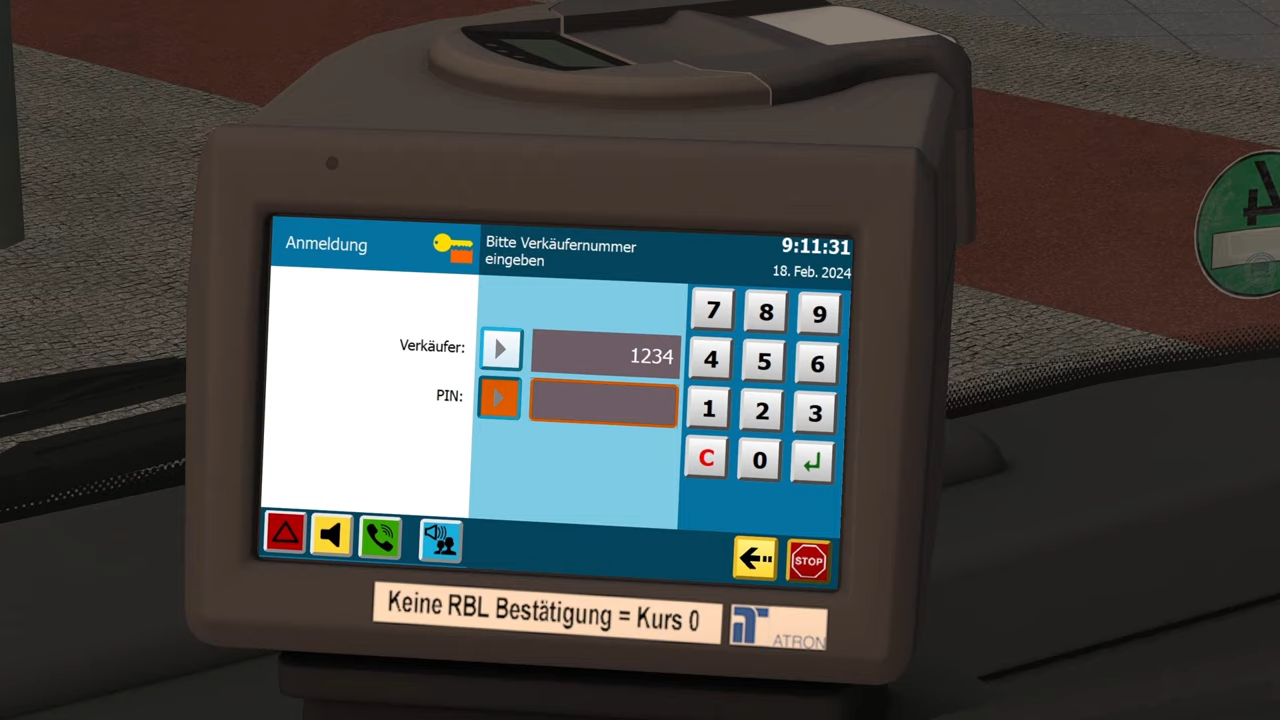 Anmeldung
Bitte Verkäufernummer
eingeben
9:11:31
18. Feb. 2024
Verkäufer:
1234
PIN:
7 8 9
4 5 6
1 2 3
C 0
STOP
Keine RBL Bestätigung = Kurs 0
ATRON
4